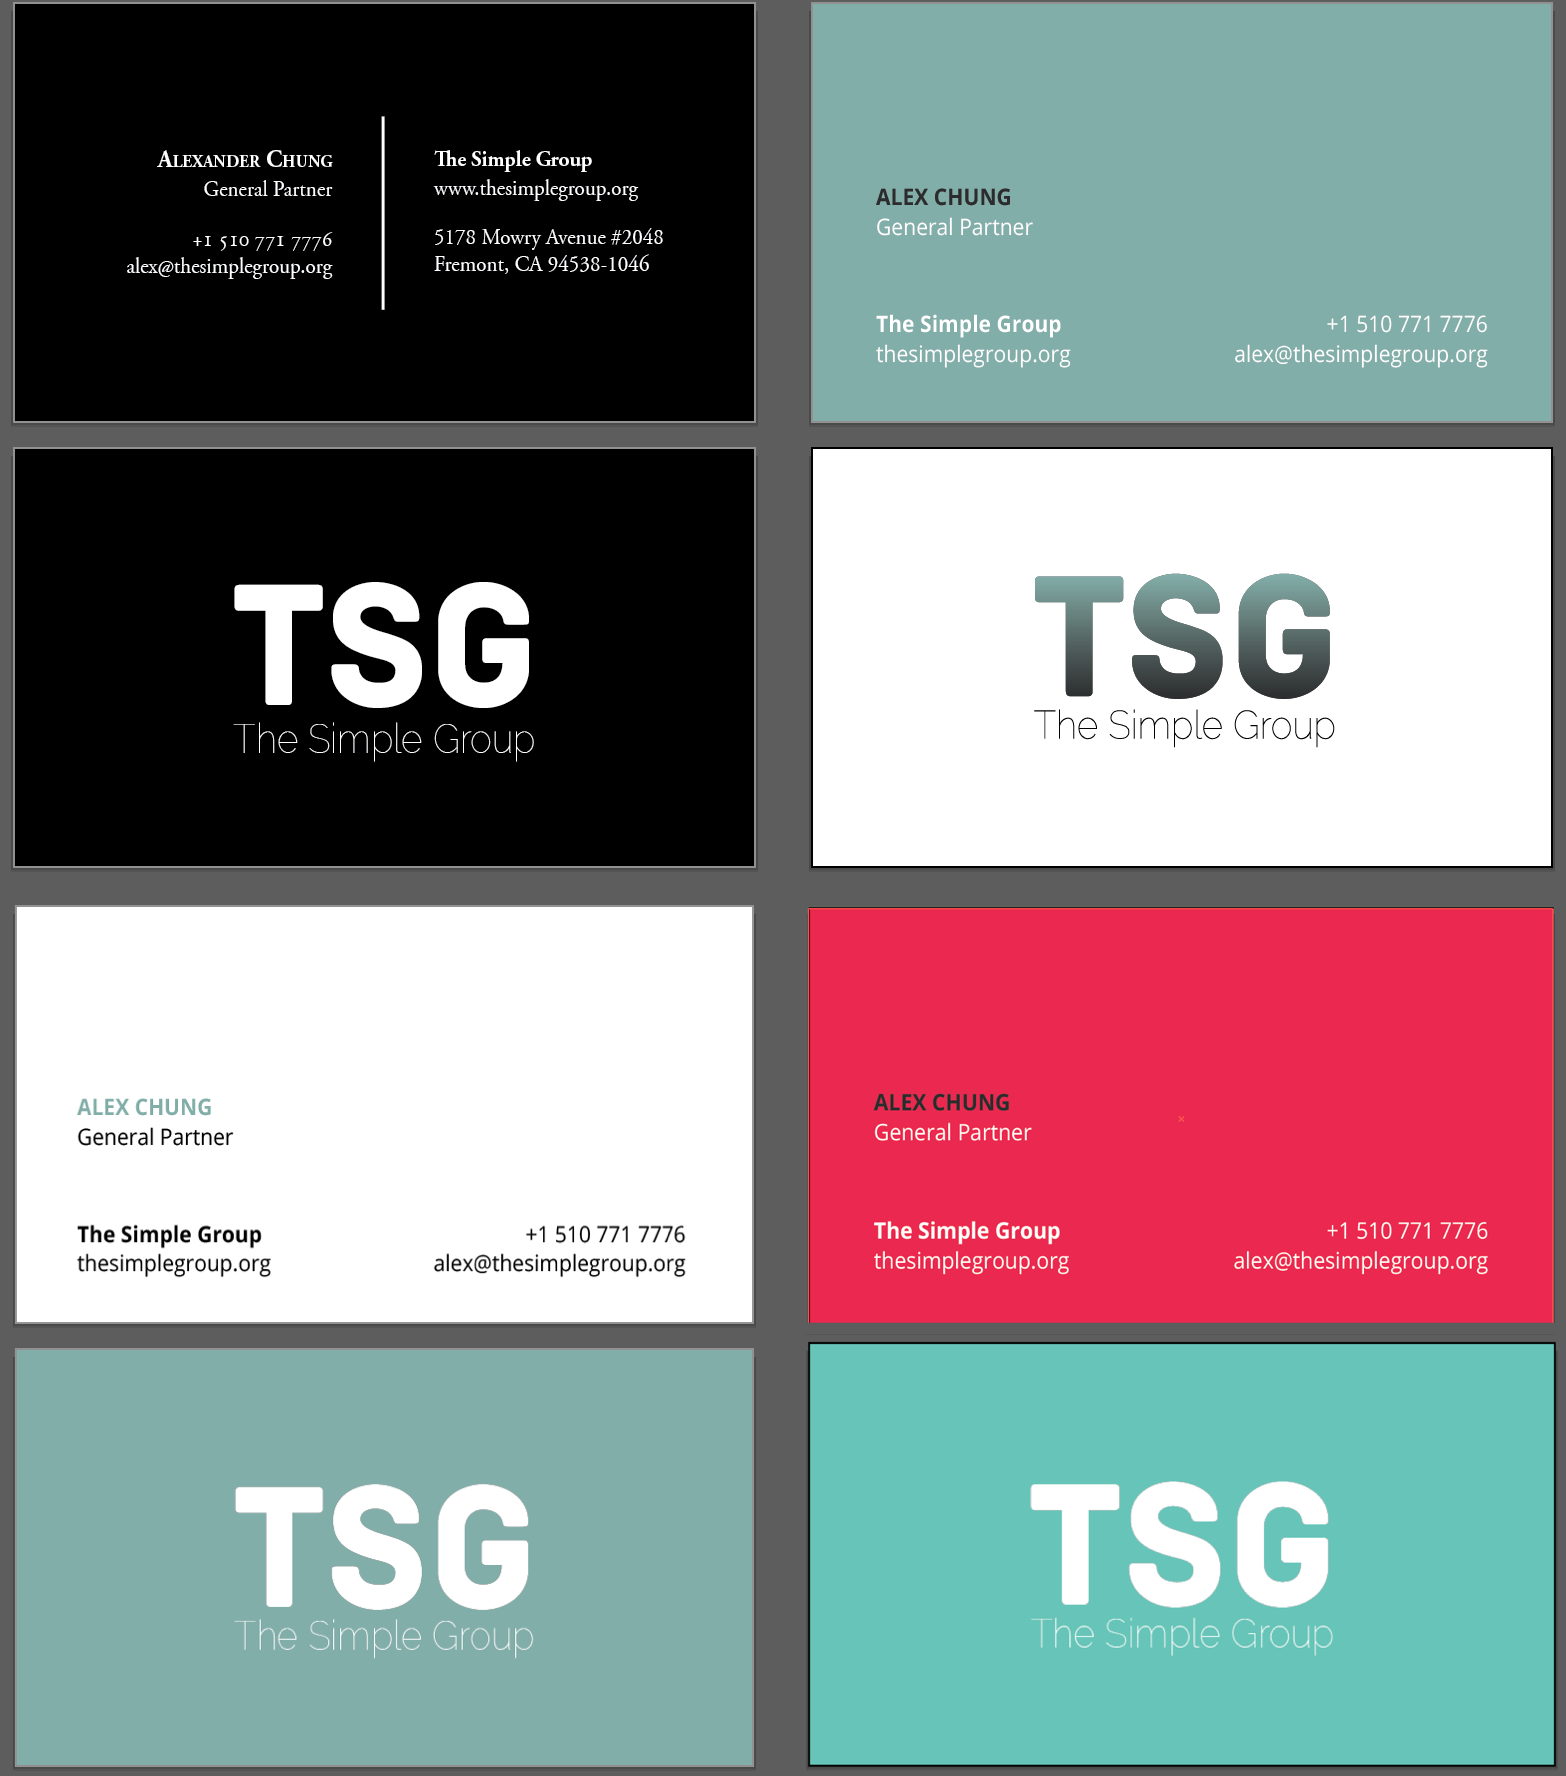 ALEXANDER CHUNG
General Partner
+1 510 771 7776
alex@thesimplegroup.org
The Simple Group
www.thesimplegroup.org
5178 Mowry Avenue #2048
Fremont, CA 94538-1046
ALEX CHUNG
General Partner
The Simple Group
thesimplegroup.org
+1 510 771 7776
alex@thesimplegroup.org
TSG
The Simple Group
TSG
The Simple Group
ALEX CHUNG
General Partner
The Simple Group
thesimplegroup.org
+1 510 771 7776
alex@thesimplegroup.org
ALEX CHUNG
General Partner
The Simple Group
thesimplegroup.org
+1 510 771 7776
alex@thesimplegroup.org
TSG
The Simple Group
TSG
The Simple Group